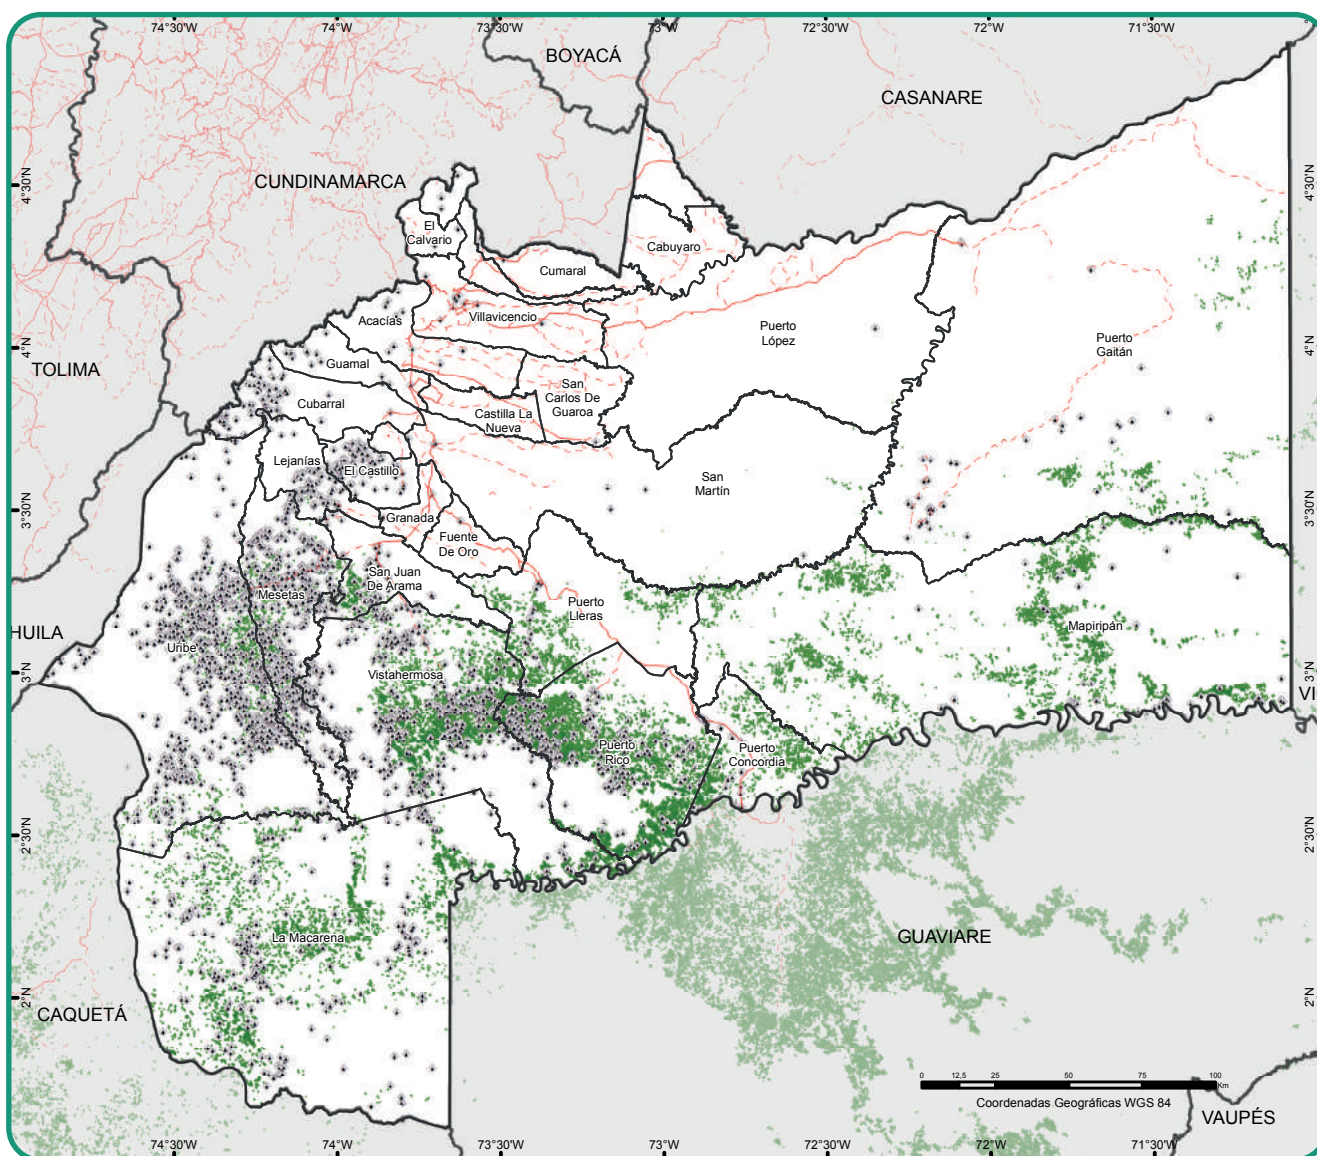 74°30'W
74°W
73°30'W
73°W
72°30'W
72°W
71°30'W
BOYACÁ
CASANARE
4°30'N
4°30'N
CUNDINAMARCA
El
Calvario
Cabuyaro
Cumaral
Villavicencio
Acacías
Puerto
López
Puerto
Gaitán
4°N
4°N
TOLIMA
Guamal
San
Carlos De
Guaroa
Cubarral
Castilla La
Nueva
Lejanías
El Castillo
San
Martín
3°30'N
3°30'N
Granada
Fuente
De Oro
San Juan
De Arama
Mesetas
Puerto
Lleras
Mapiripán
HUILA
Uribe
3°N
3°N
Vistahermosa
VI
Puerto
Rico
Puerto
Concordia
2°30'N
2°30'N
La Macarena
GUAVIARE
2°N
2°N
CAQUETÁ
0
12,5
25
50
75
100
Km
Coordenadas Geográficas WGS 84
VAUPÉS
74°30'W
74°W
73°30'W
73°W
72°30'W
72°W
71°30'W